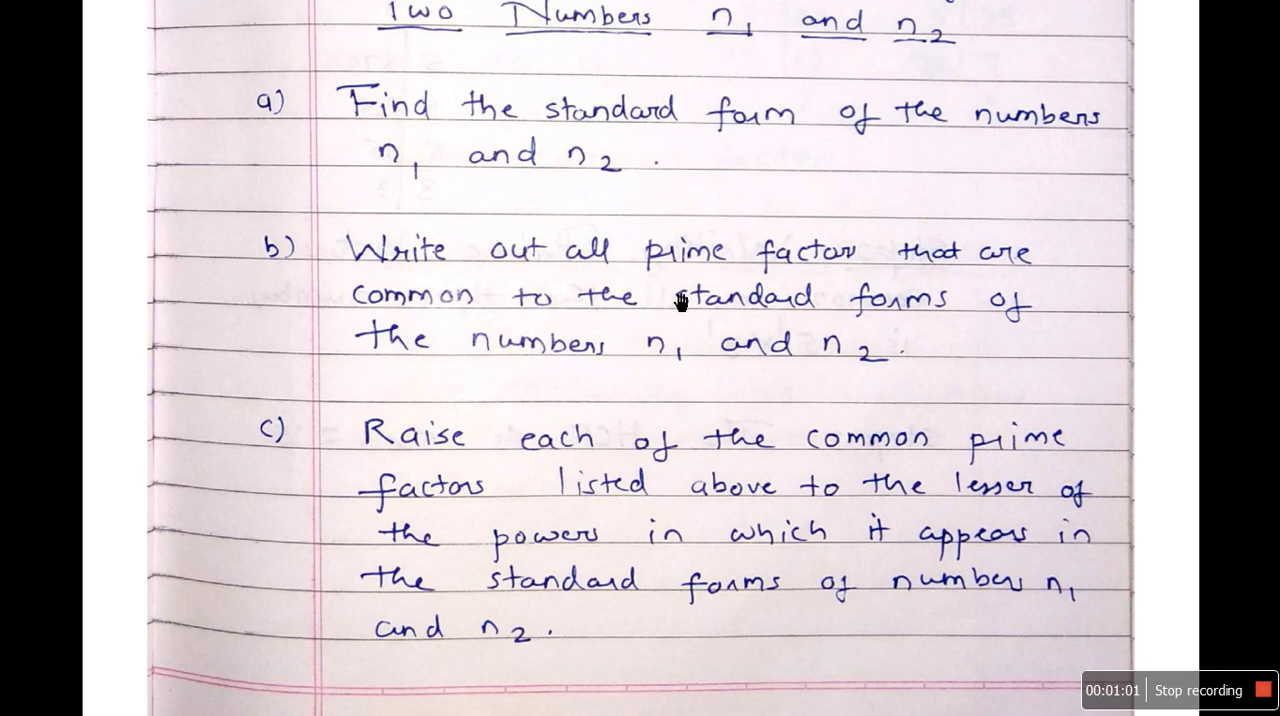 Two Numbers n₁ and n₂
a) Find the standard form of the numbers
n₁ and n₂ .
b) Write out all prime factors that are
common to the standard forms of
the numbers n₁ and n₂.
c) Raise each of the common prime
factors listed above to the lesser of
the powers in which it appears in
the standard forms of numbers n₁
and n₂.
00:01:01 Stop recording